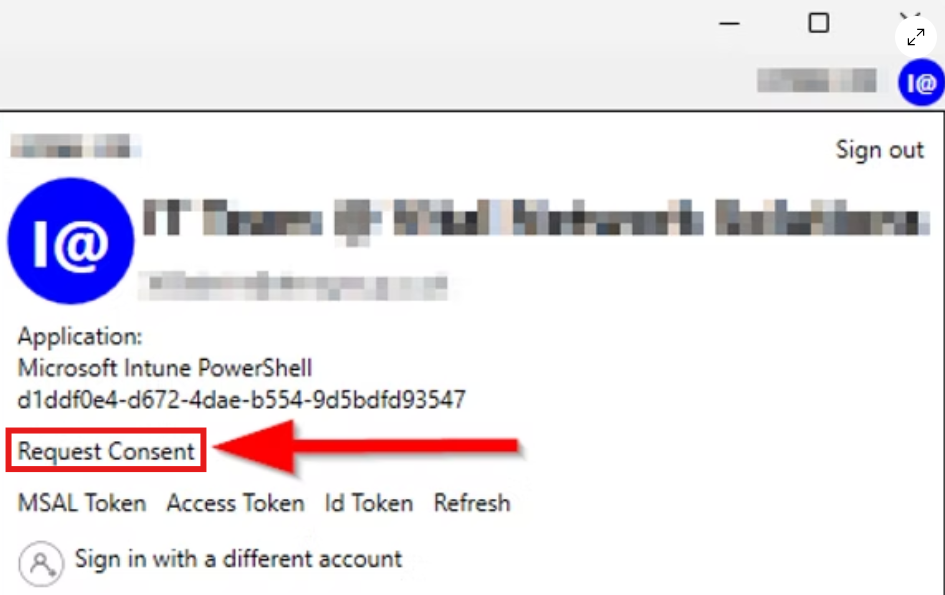 I@
Sign out
I@
Application:
Microsoft Intune PowerShell
d1ddf0e4-d672-4dae-b554-9d5bdfd93547
Request Consent
MSAL Token Access Token Id Token Refresh
Sign in with a different account